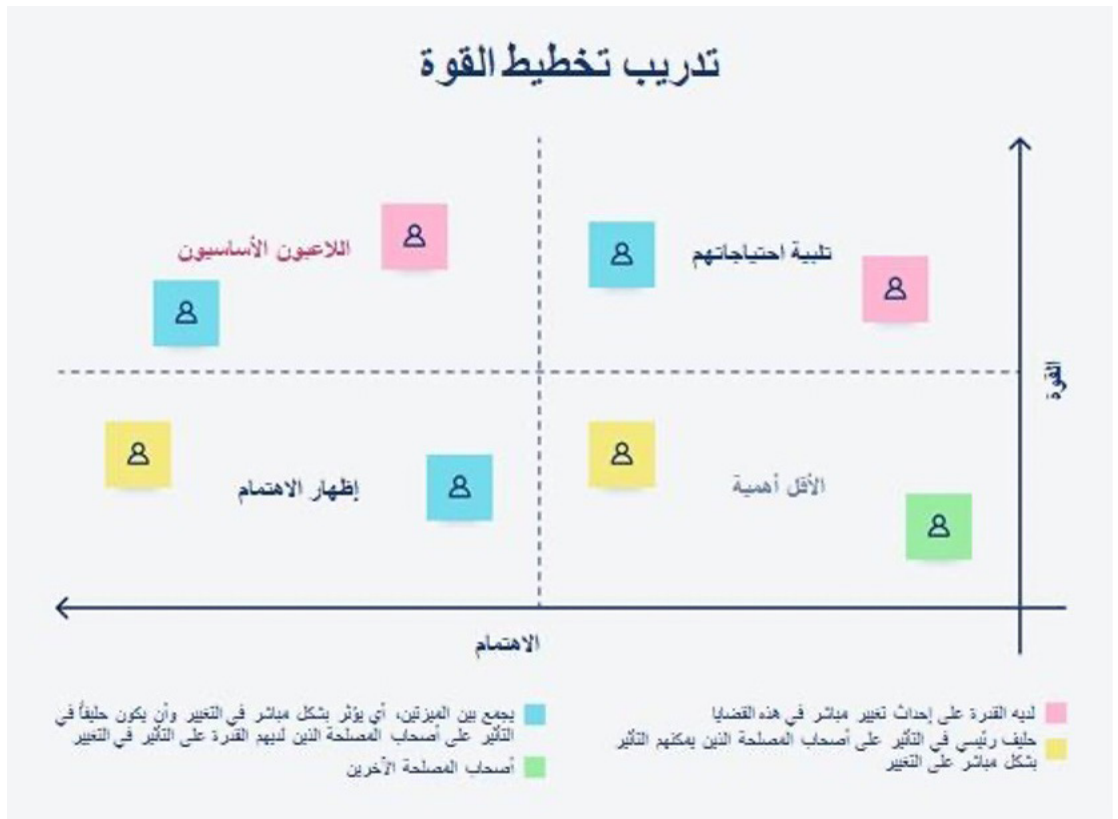 تدريب تخطيط القوة
تلبية احتياجاتهم
اللاعبون الأساسيون
القوة
الأقل أهمية
إظهار الاهتمام
الاهتمام
لديه القدرة على إحداث تغيير مباشر في هذه القضايا
حليف رئيسي في التأثير على أصحاب المصلحة الذين يمكنهم التأثير
بشكل مباشر على التغيير
يجمع بين الميزتين، أي يؤثر بشكل مباشر في التغيير وأن يكون حليفاً في
التأثير على أصحاب المصلحة الذين لديهم القدرة على التأثير في التغيير
أصحاب المصلحة الآخرين